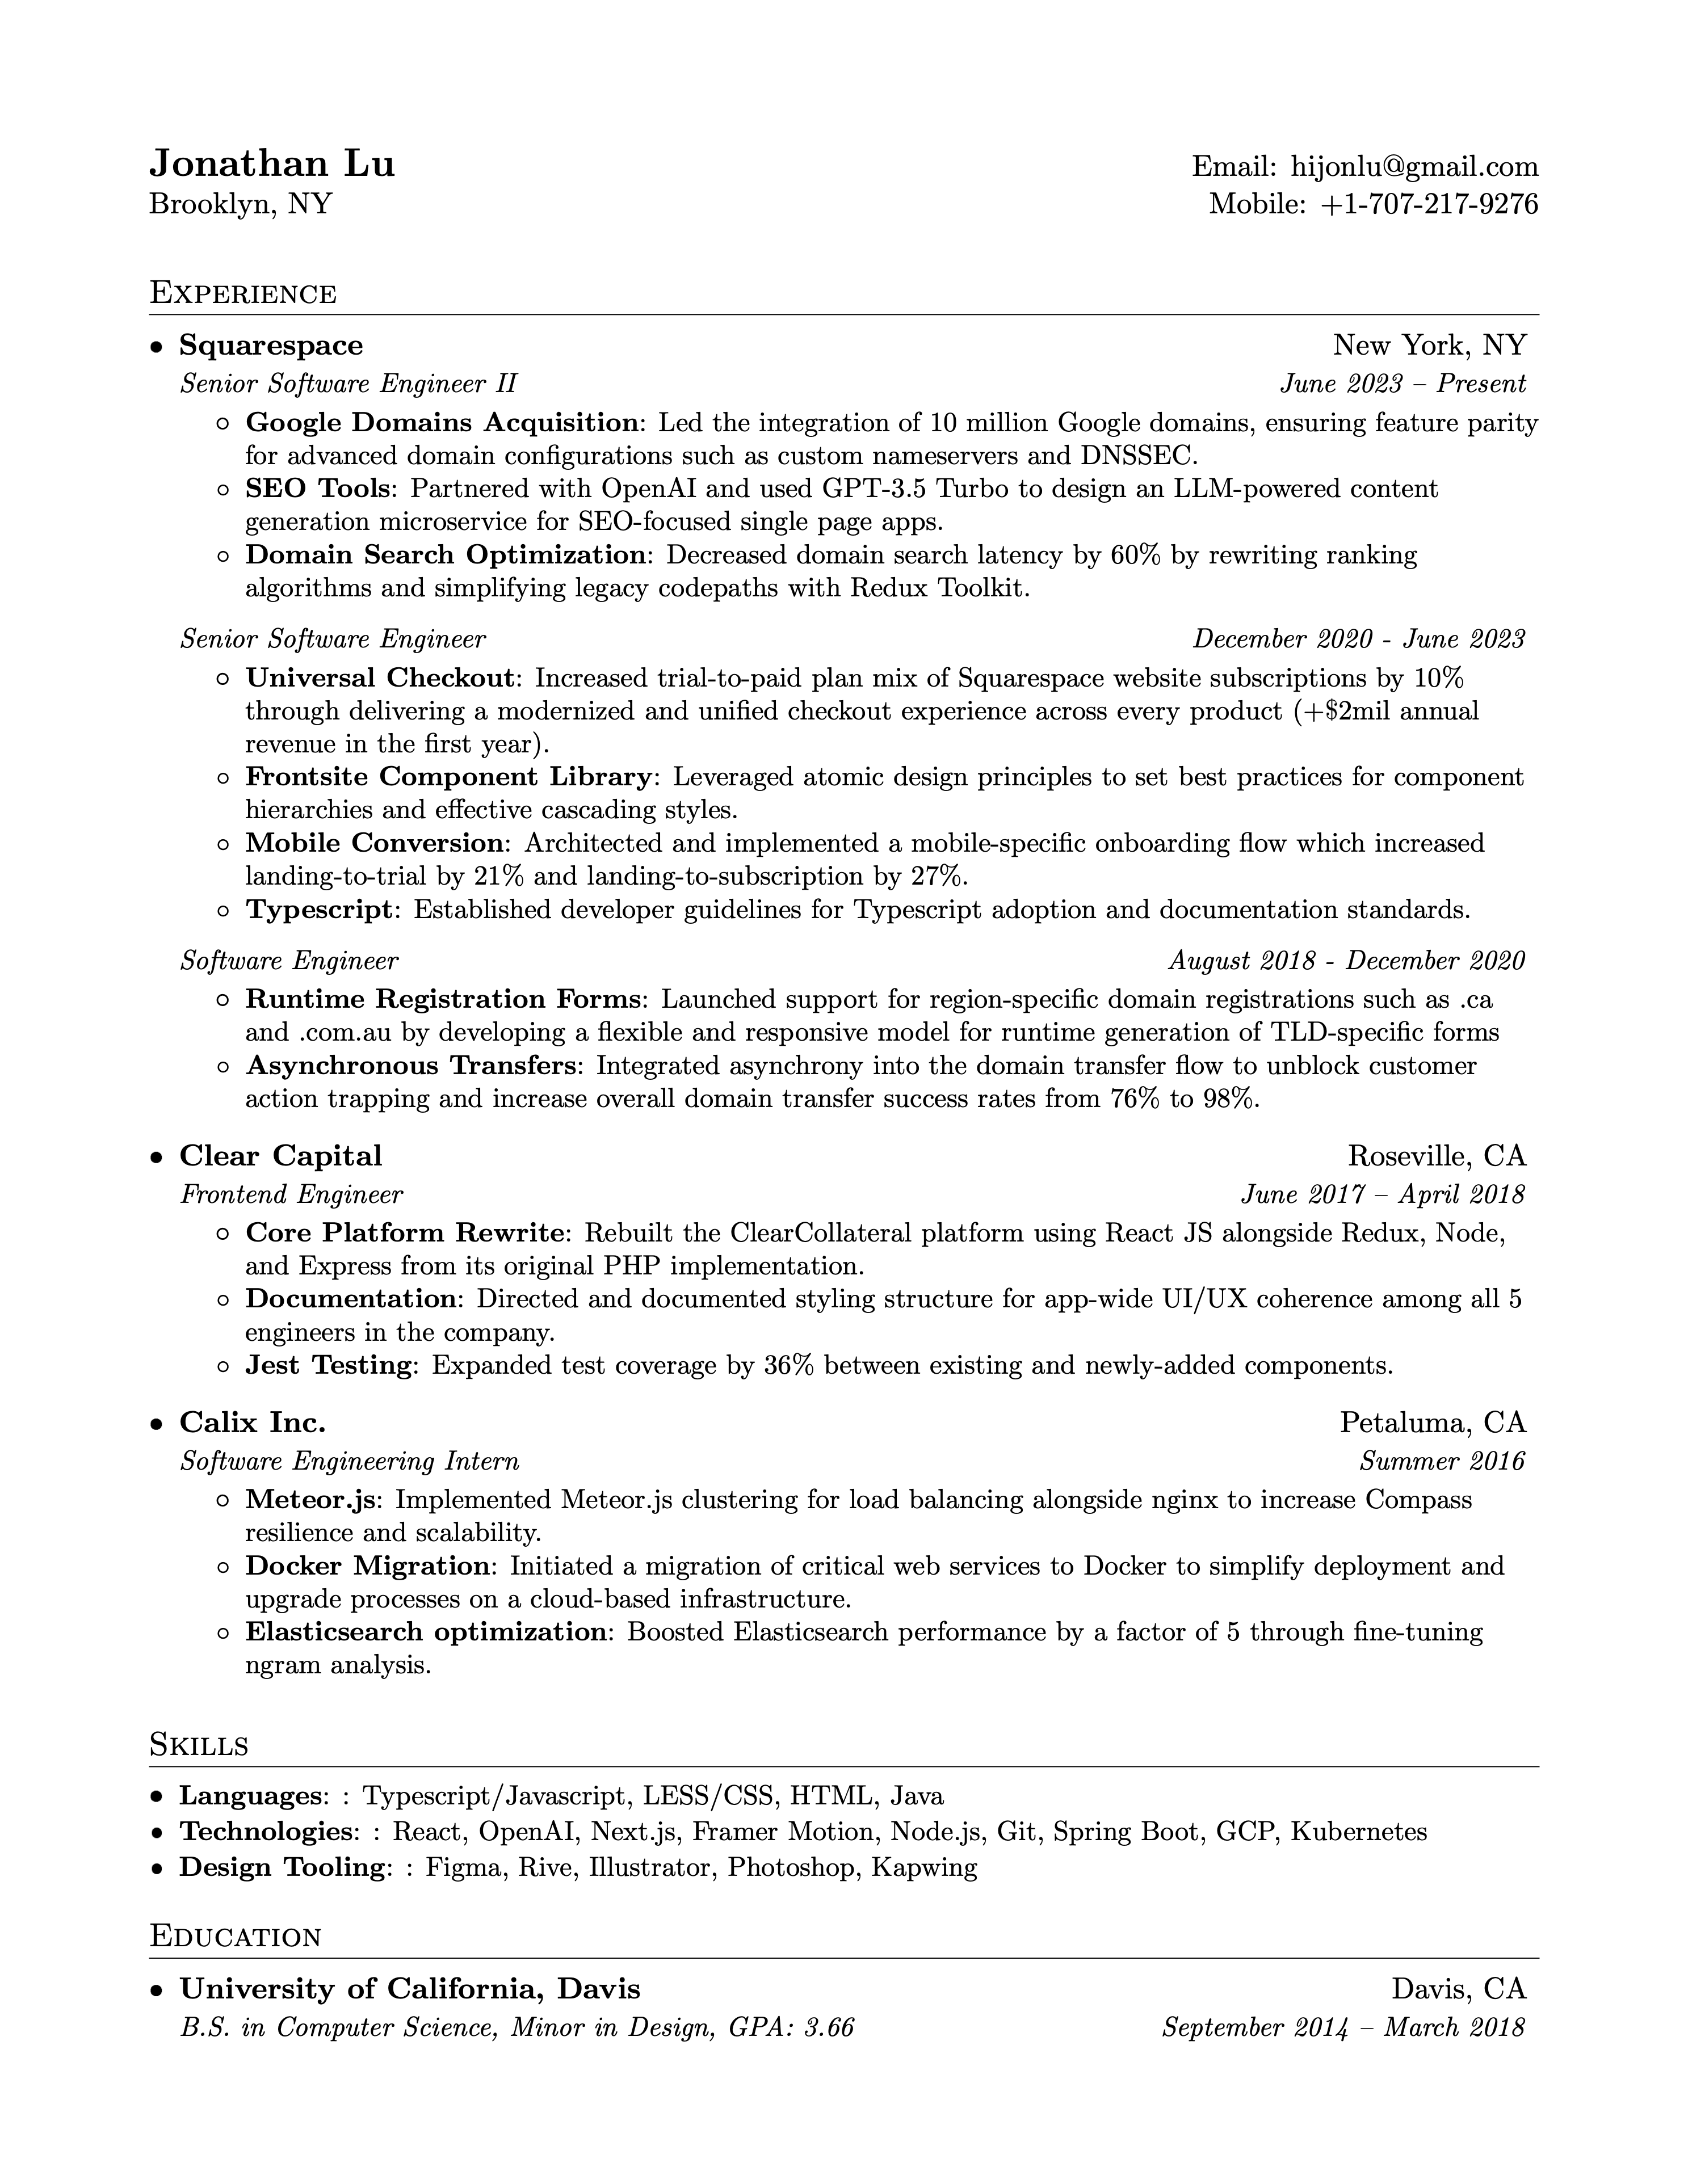 Jonathan Lu Email: hijonlu@gmail.com
Brooklyn, NY Mobile: +1-707-217-9276
Experience
• Squarespace New York, NY
Senior Software Engineer II June 2023 – Present
◦ Google Domains Acquisition: Led the integration of 10 million Google domains, ensuring feature parity
for advanced domain configurations such as custom nameservers and DNSSEC.
◦ SEO Tools: Partnered with OpenAI and used GPT-3.5 Turbo to design an LLM-powered content
generation microservice for SEO-focused single page apps.
◦ Domain Search Optimization: Decreased domain search latency by 60% by rewriting ranking
algorithms and simplifying legacy codepaths with Redux Toolkit.
Senior Software Engineer December 2020 - June 2023
◦ Universal Checkout: Increased trial-to-paid plan mix of Squarespace website subscriptions by 10%
through delivering a modernized and unified checkout experience across every product (+$2mil annual
revenue in the first year).
◦ Frontsite Component Library: Leveraged atomic design principles to set best practices for component
hierarchies and effective cascading styles.
◦ Mobile Conversion: Architected and implemented a mobile-specific onboarding flow which increased
landing-to-trial by 21% and landing-to-subscription by 27%.
◦ Typescript: Established developer guidelines for Typescript adoption and documentation standards.
Software Engineer August 2018 - December 2020
◦ Runtime Registration Forms: Launched support for region-specific domain registrations such as .ca
and .com.au by developing a flexible and responsive model for runtime generation of TLD-specific forms
◦ Asynchronous Transfers: Integrated asynchrony into the domain transfer flow to unblock customer
action trapping and increase overall domain transfer success rates from 76% to 98%.
• Clear Capital Roseville, CA
Frontend Engineer June 2017 – April 2018
◦ Core Platform Rewrite: Rebuilt the ClearCollateral platform using React JS alongside Redux, Node,
and Express from its original PHP implementation.
◦ Documentation: Directed and documented styling structure for app-wide UI/UX coherence among all 5
engineers in the company.
◦ Jest Testing: Expanded test coverage by 36% between existing and newly-added components.
• Calix Inc. Petaluma, CA
Software Engineering Intern Summer 2016
◦ Meteor.js: Implemented Meteor.js clustering for load balancing alongside nginx to increase Compass
resilience and scalability.
◦ Docker Migration: Initiated a migration of critical web services to Docker to simplify deployment and
upgrade processes on a cloud-based infrastructure.
◦ Elasticsearch optimization: Boosted Elasticsearch performance by a factor of 5 through fine-tuning
ngram analysis.
Skills
• Languages: : Typescript/Javascript, LESS/CSS, HTML, Java
• Technologies: : React, OpenAI, Next.js, Framer Motion, Node.js, Git, Spring Boot, GCP, Kubernetes
• Design Tooling: : Figma, Rive, Illustrator, Photoshop, Kapwing
Education
• University of California, Davis Davis, CA
B.S. in Computer Science, Minor in Design, GPA: 3.66 September 2014 – March 2018